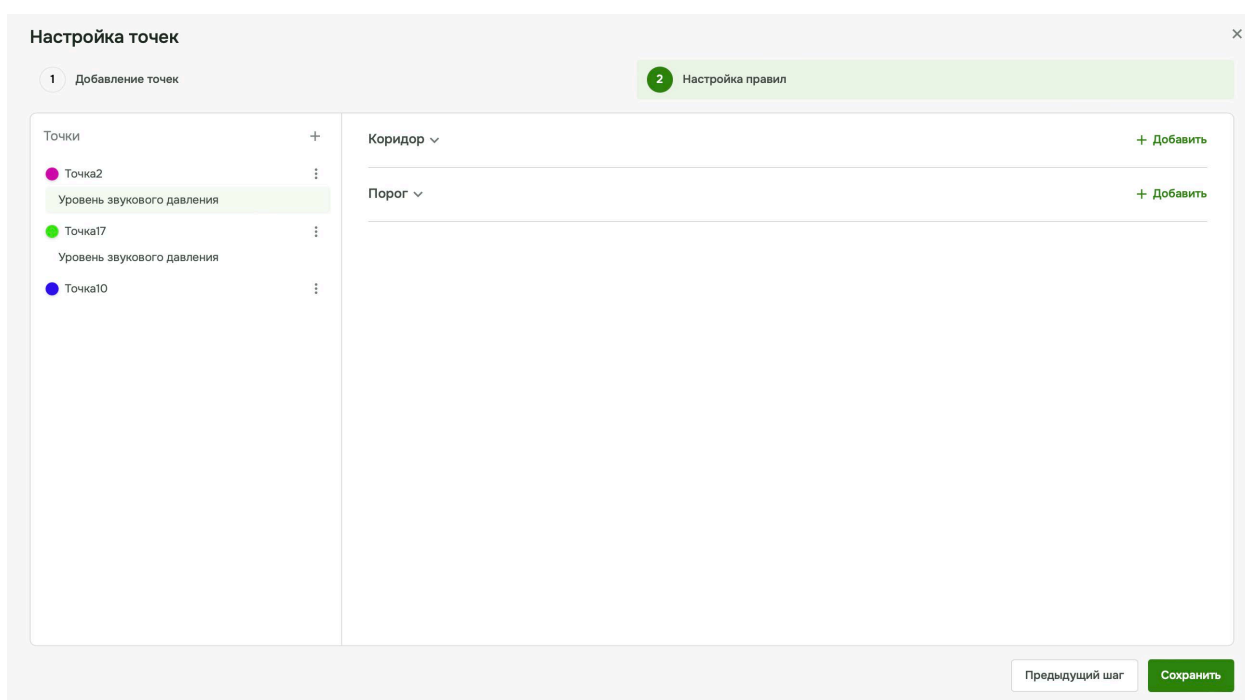 Настройка точек
1 Добавление точек
2 Настройка правил
Точки
Точка2
Уровень звукового давления
Точка17
Уровень звукового давления
Точка10
Коридор
+ Добавить
Порог
+ Добавить
Предыдущий шаг
Сохранить